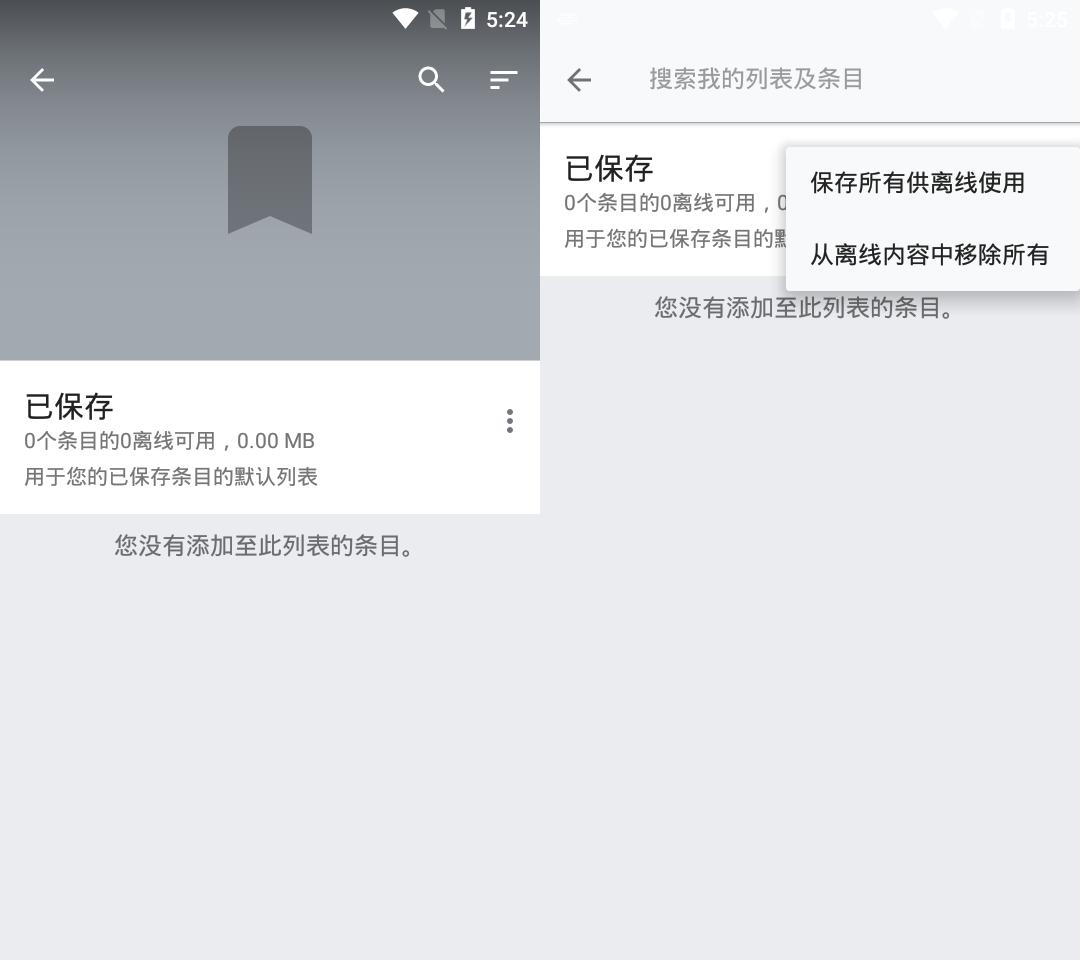 5:24
已保存
0个条目的0离线可用，0.00 MB
用于您的已保存条目的默认列表
您没有添加至此列表的条目。
5:25
搜索我的列表及条目
已保存
0个条目的0离线可用，0
用于您的已保存条目的默
保存所有供离线使用
从离线内容中移除所有
您没有添加至此列表的条目。